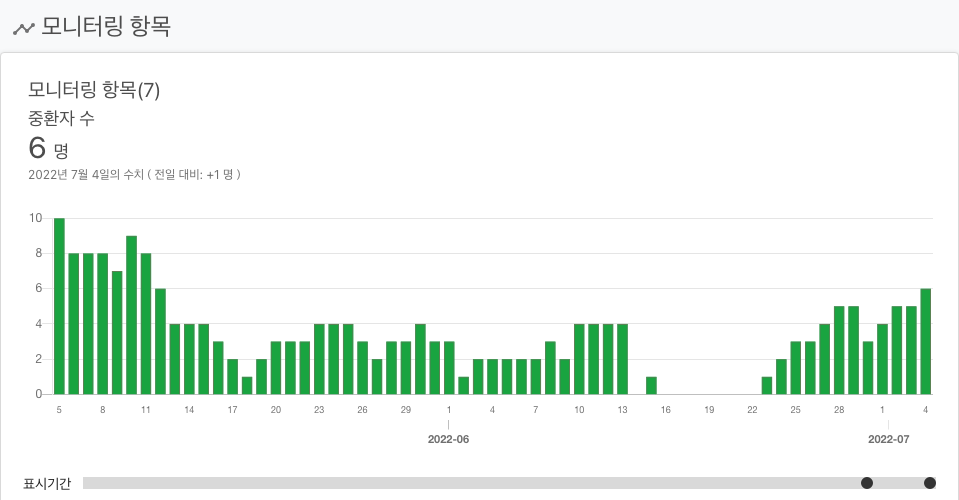 모니터링 항목
모니터링 항목(7)
중환자 수
6 명
2022년 7월 4일의 수치 ( 전일 대비: +1 명 )
10
8
6
4
2
0
5 8 11 14 17 20 23 26 29 1 4 7 10 13 16 19 22 25 28 1 4
2022-06 2022-07
표시기간